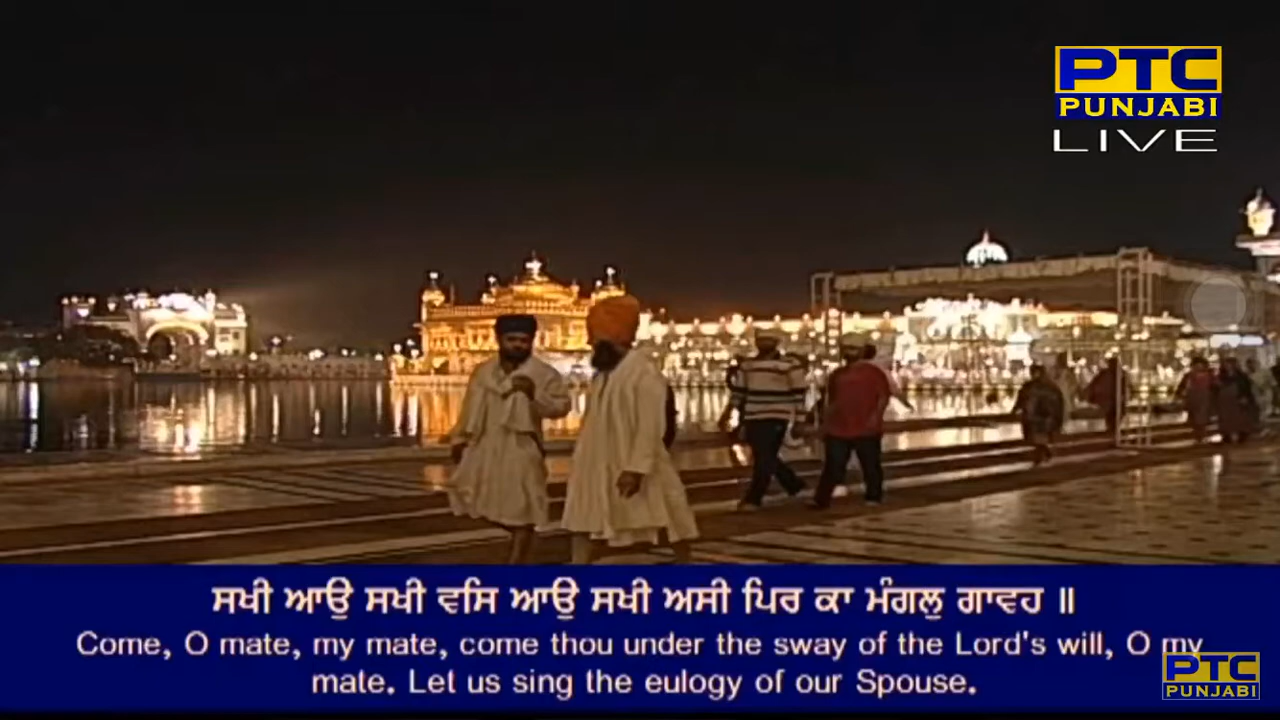 PTC
PUNJABI
LIVE
ਸਖੀ ਆਉ ਸਖੀ ਵਸਿ ਆਉ ਸਖੀ ਅਸੀ ਪਿਰ ਕਾ ਮੰਗਲੁ ਗਾਵਹ ॥
Come, O mate, my mate, come thou under the sway of the Lord's will, O my
mate. Let us sing the eulogy of our Spouse.
PTC
PUNJABI